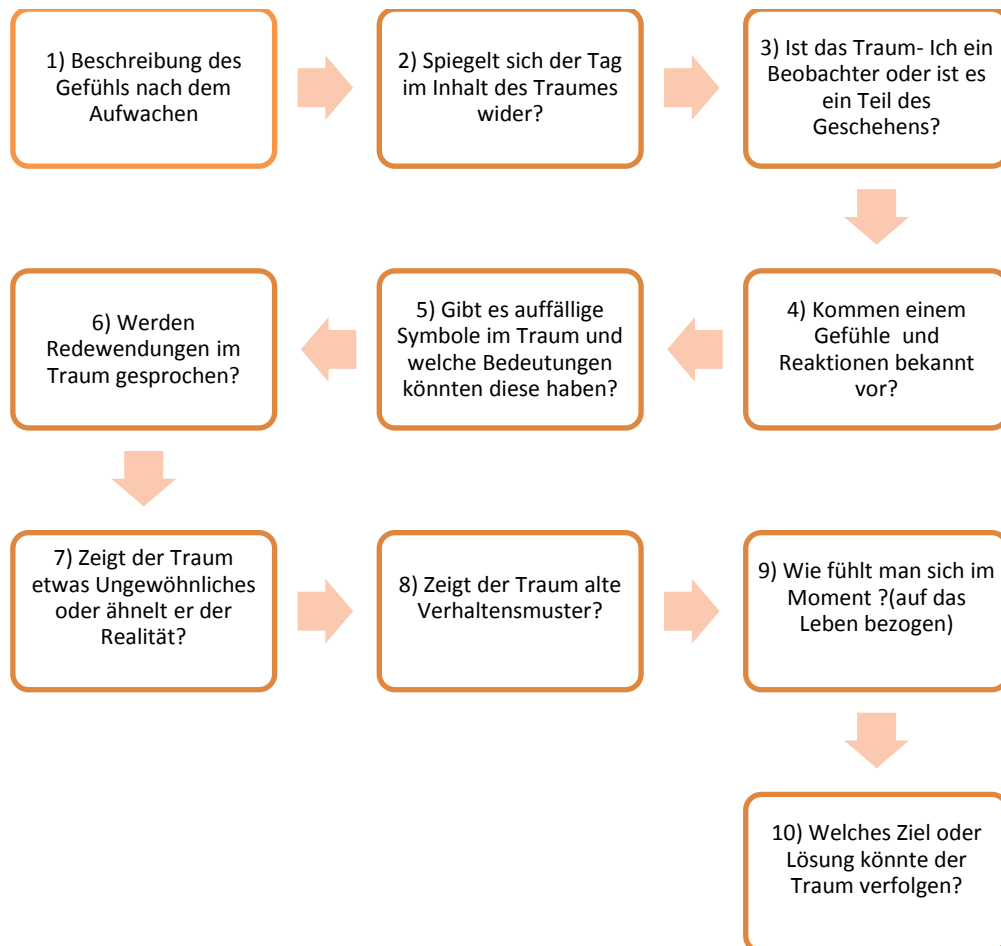 1) Beschreibung des
Gefühls nach dem
Aufwachen
2) Spiegelt sich der Tag
im Inhalt des Traumes
wider?
3) Ist das Traum- Ich ein
Beobachter oder ist es
ein Teil des
Geschehens?
4) Kommen einem
Gefühle  und
Reaktionen bekannt
vor?
5) Gibt es auffällige
Symbole im Traum und
welche Bedeutungen
könnten diese haben?
6) Werden
Redewendungen im
Traum gesprochen?
7) Zeigt der Traum
etwas Ungewöhnliches
oder ähnelt er der
Realität?
8) Zeigt der Traum alte
Verhaltensmuster?
9) Wie fühlt man sich im
Moment ?(auf das
Leben bezogen)
10) Welches Ziel oder
Lösung könnte der
Traum verfolgen?